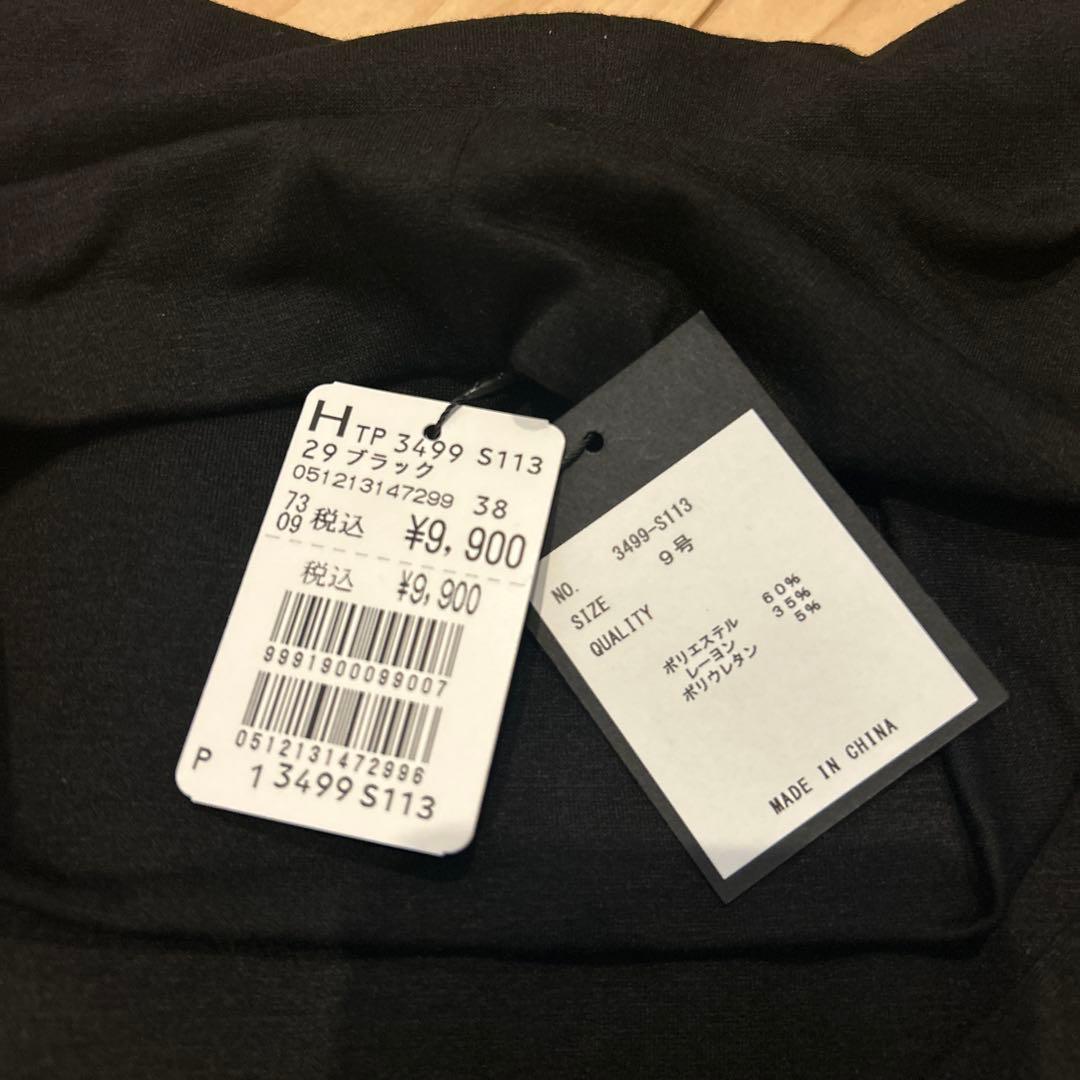 H TP 3499 S113
29 ブラック
051213147299 38
73
09 税込 ¥9,900
税込 ¥9,900
9991900099007
0512131472996
P 1 3499 S113
NO. 3499-S113
SIZE 9号
QUALITY
ポリエステル 60%
レーヨン 35%
ポリウレタン 5%
MADE IN CHINA